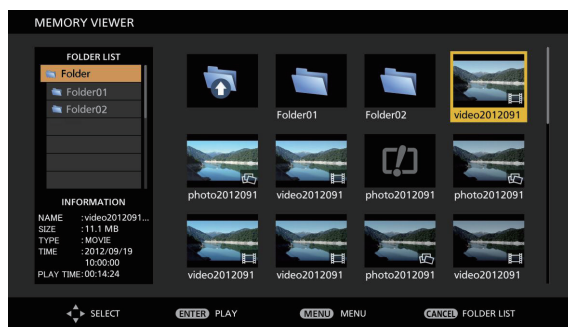 MEMORY VIEWER
FOLDER LIST
Folder
Folder01
Folder02
INFORMATION
NAME :video2012091...
SIZE :11.1 MB
TYPE :MOVIE
TIME :2012/09/19
10:00:00
PLAY TIME:00:14:24
Folder01 Folder02 video2012091
photo2012091 video2012091 photo2012091 photo2012091
video2012091 video2012091 photo2012091 video2012091
SELECT ENTER PLAY MENU MENU CANCEL FOLDER LIST